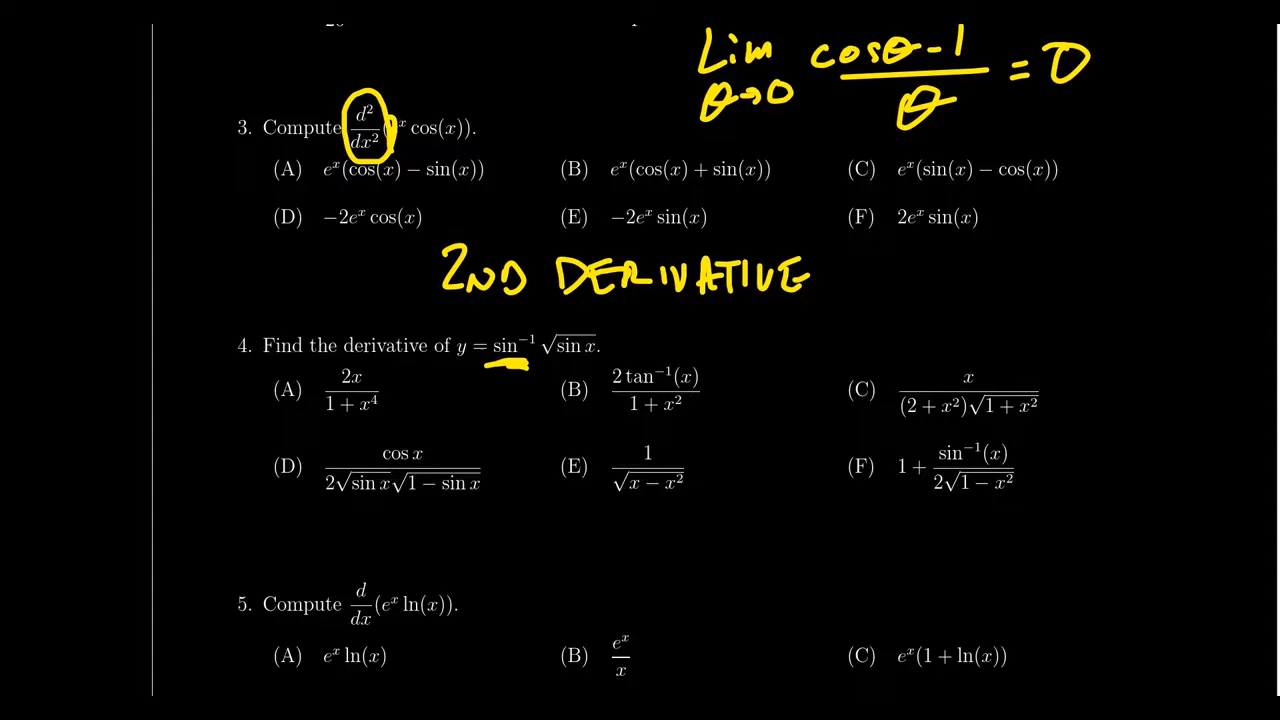 Lim θ→0 cosθ-1 / θ = 0
3. Compute d²/dx² ( ˣ cos(x)).
(A) eˣ(cos(x) − sin(x)) (B) eˣ(cos(x) + sin(x)) (C) eˣ(sin(x) − cos(x))
(D) −2eˣ cos(x) (E) −2eˣ sin(x) (F) 2eˣ sin(x)
2ND DERIVATIVE
4. Find the derivative of y = sin⁻¹ √(sin x).
(A) 2x / (1 + x⁴) (B) 2 tan⁻¹(x) / (1 + x²) (C) x / ((2 + x²)√(1 + x²))
(D) cos x / (2√(sin x)√(1 − sin x)) (E) 1 / √(x − x²) (F) 1 + sin⁻¹(x) / (2√(1 − x²))
5. Compute d/dx (eˣ ln(x)).
(A) eˣ ln(x) (B) eˣ / x (C) eˣ(1 + ln(x))